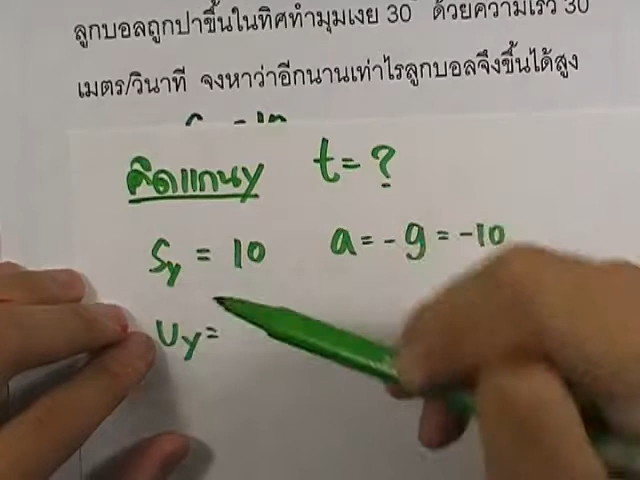 ลูกบอลถูกปาขึ้นในทิศทำมุมเงย 30° ด้วยความเร็ว 30
เมตร/วินาที จงหาว่าอีกนานเท่าไรลูกบอลจึงขึ้นได้สูง
คิดแกนy t = ?
Sy = 10 a = -g = -10
Uy =